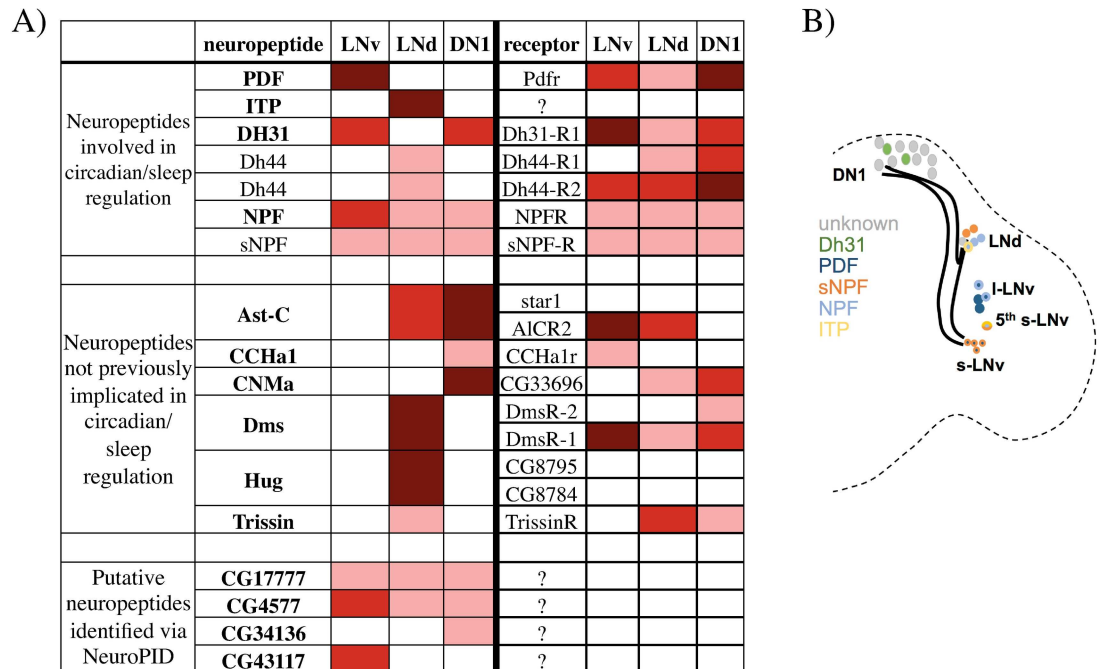 A)
neuropeptide LNv LNd DN1 receptor LNv LNd DN1
Neuropeptides
involved in
circadian/sleep
regulation
PDF Pdfr
ITP ?
DH31 Dh31-R1
Dh44 Dh44-R1
Dh44 Dh44-R2
NPF NPFR
sNPF sNPF-R
Neuropeptides
not previously
implicated in
circadian/
sleep
regulation
Ast-C star1
AlCR2
CCHa1 CCHa1r
CNMa CG33696
Dms DmsR-2
DmsR-1
Hug CG8795
CG8784
Trissin TrissinR
Putative
neuropeptides
identified via
NeuroPID
CG17777 ?
CG4577 ?
CG34136 ?
CG43117 ?
B)
DN1
unknown
Dh31
PDF
sNPF
NPF
ITP
LNd
l-LNv
5th s-LNv
s-LNv